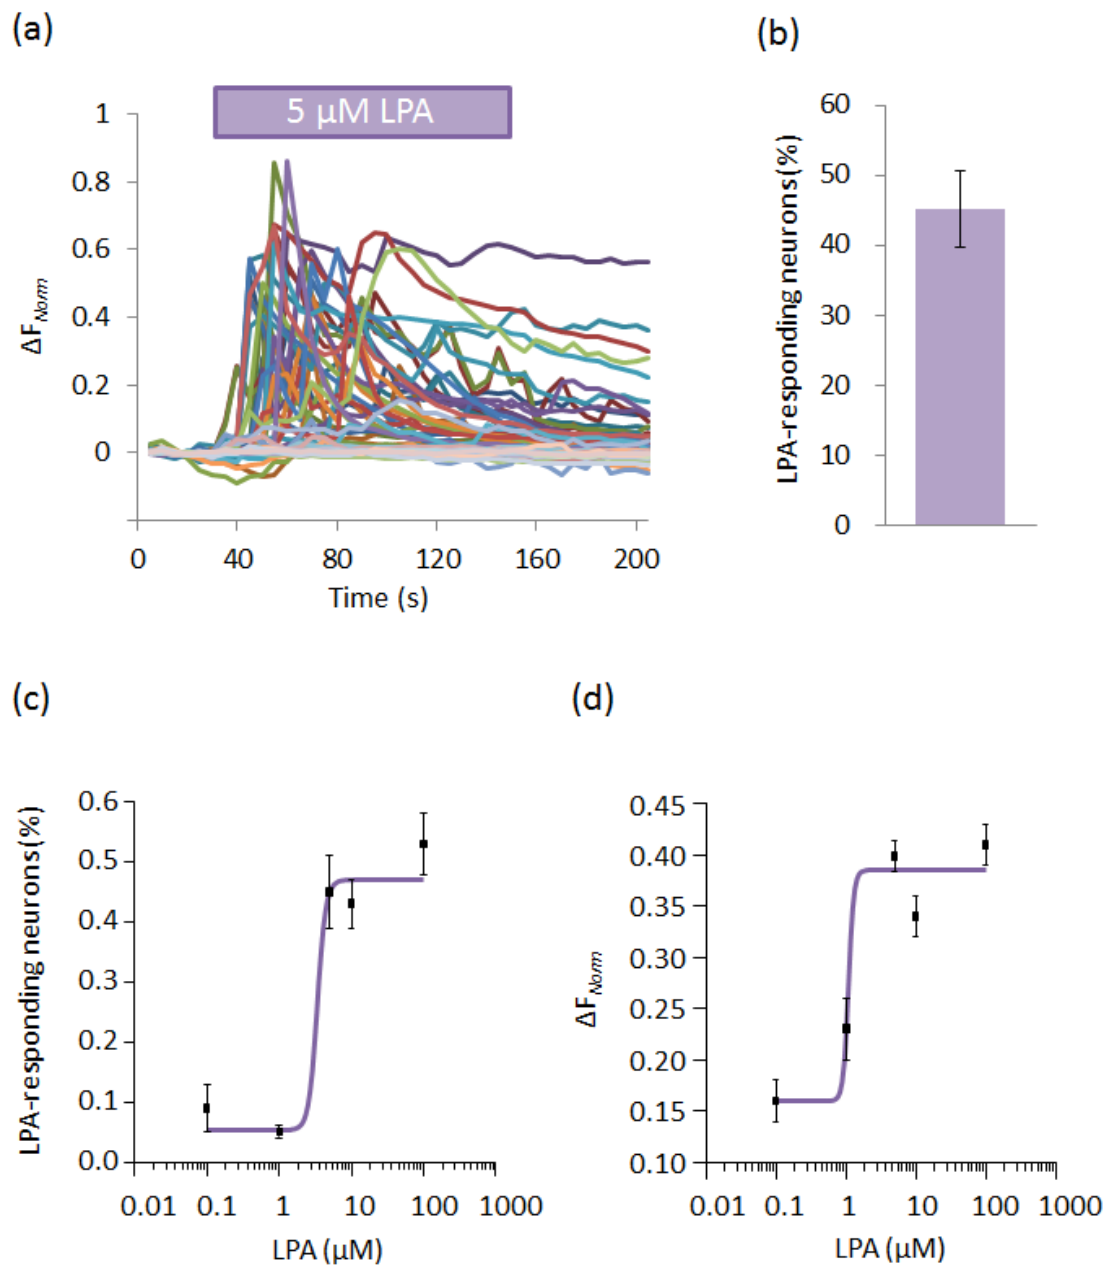 (a)
5 µM LPA
1
0.8
0.6
0.4
0.2
0
ΔF Norm
0 40 80 120 160 200
Time (s)
(b)
60
50
40
30
20
10
0
LPA-responding neurons(%)
(c)
0.6
0.5
0.4
0.3
0.2
0.1
0.0
LPA-responding neurons(%)
0.01 0.1 1 10 100 1000
LPA (µM)
(d)
0.45
0.40
0.35
0.30
0.25
0.20
0.15
0.10
ΔF Norm
0.01 0.1 1 10 100 1000
LPA (µM)